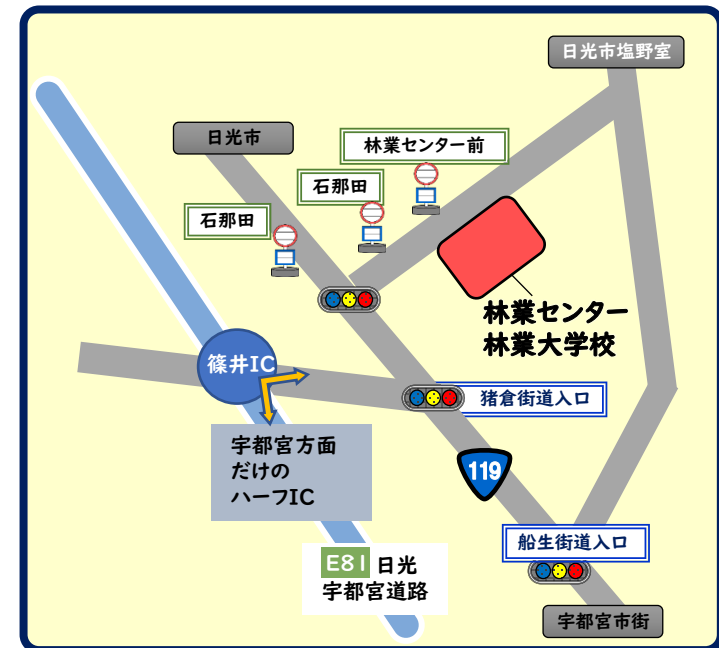 日光市塩野室
日光市
林業センター前
石那田
石那田
林業センター
林業大学校
篠井IC
猪倉街道入口
宇都宮方面
だけの
ハーフIC
119
船生街道入口
E81 日光
宇都宮道路
宇都宮市街